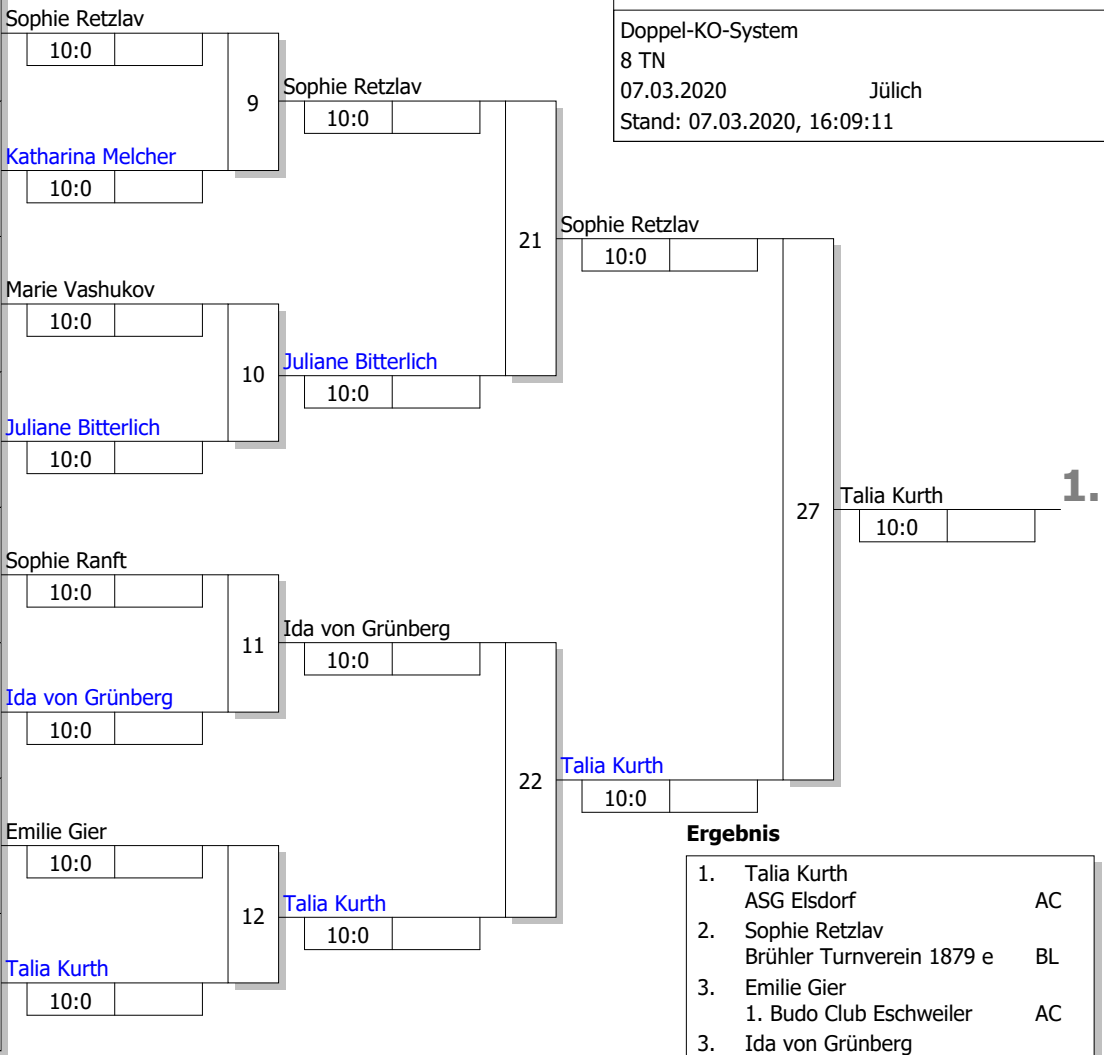 Doppel-KO-System
8 TN
07.03.2020 Jülich
Stand: 07.03.2020, 16:09:11
Sophie Retzlav
10:0
9
Katharina Melcher
10:0
Marie Vashukov
10:0
10
Juliane Bitterlich
10:0
Sophie Ranft
10:0
11
Ida von Grünberg
10:0
Emilie Gier
10:0
12
Talia Kurth
10:0
Sophie Retzlav
10:0
21
Juliane Bitterlich
10:0
Ida von Grünberg
10:0
22
Talia Kurth
10:0
Sophie Retzlav
10:0
27
Talia Kurth
10:0
Talia Kurth
10:0
1.
Ergebnis
1. Talia Kurth
ASG Elsdorf AC
2. Sophie Retzlav
Brühler Turnverein 1879 e BL
3. Emilie Gier
1. Budo Club Eschweiler AC
3. Ida von Grünberg